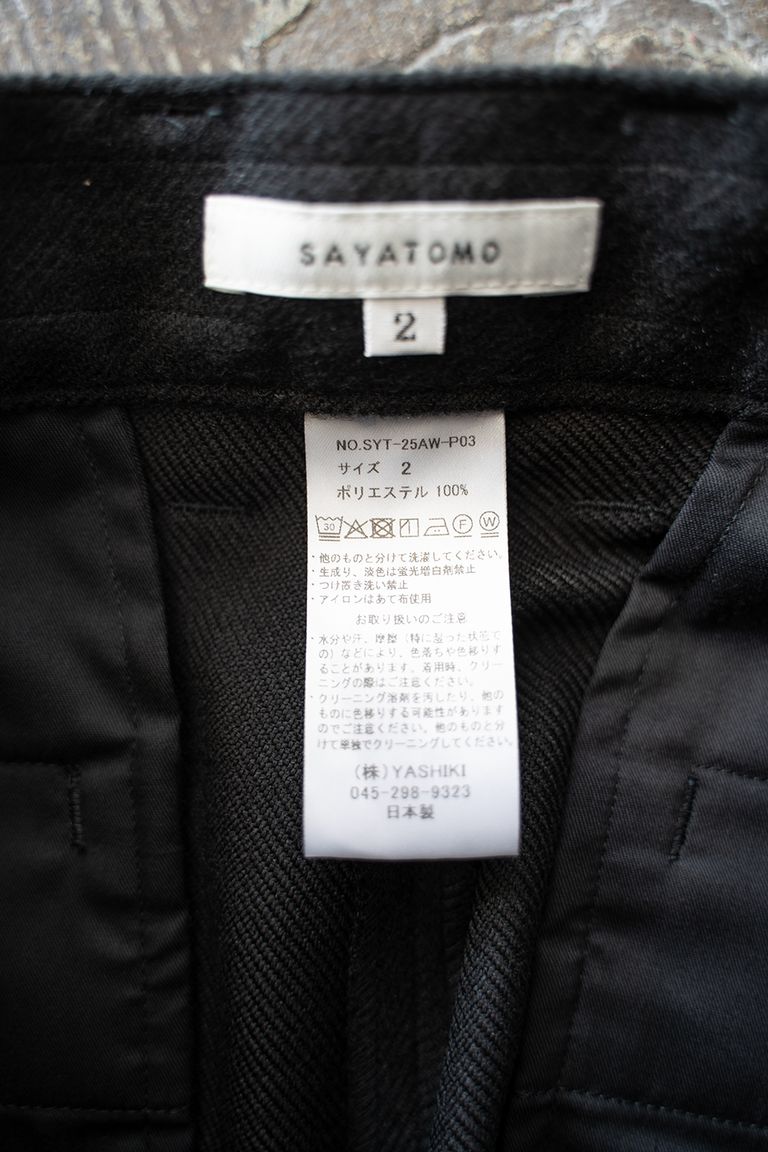 SAYATOMO
2
NO.SYT-25AW-P03
サイズ 2
ポリエステル 100%
30 F W
・他のものと分けて洗濯してください。
・生成り、淡色は蛍光増白剤禁止
・つけ置き洗い禁止
・アイロンはあて布使用
お取り扱いのご注意
・水分や汗、摩擦（特に湿った状態で
の）などにより、色落ちや色移りす
ることがあります。着用時、クリー
ニングの際はご注意ください。
・クリーニング溶剤を汚したり、他の
ものに色移りする可能性があります
のでご注意ください。他のものと分
けて単独でクリーニングしてください。
（株）YASHIKI
045-298-9323
日本製